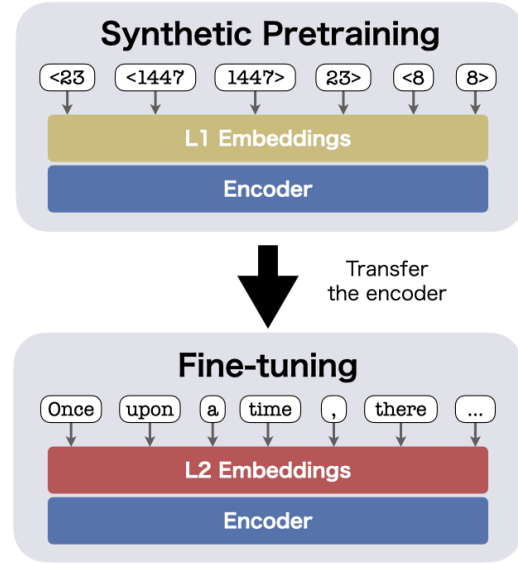 Synthetic Pretraining
<23 <1447 1447> 23> <8 8>
L1 Embeddings
Encoder
Transfer
the encoder
Fine-tuning
Once upon a time , there ...
L2 Embeddings
Encoder